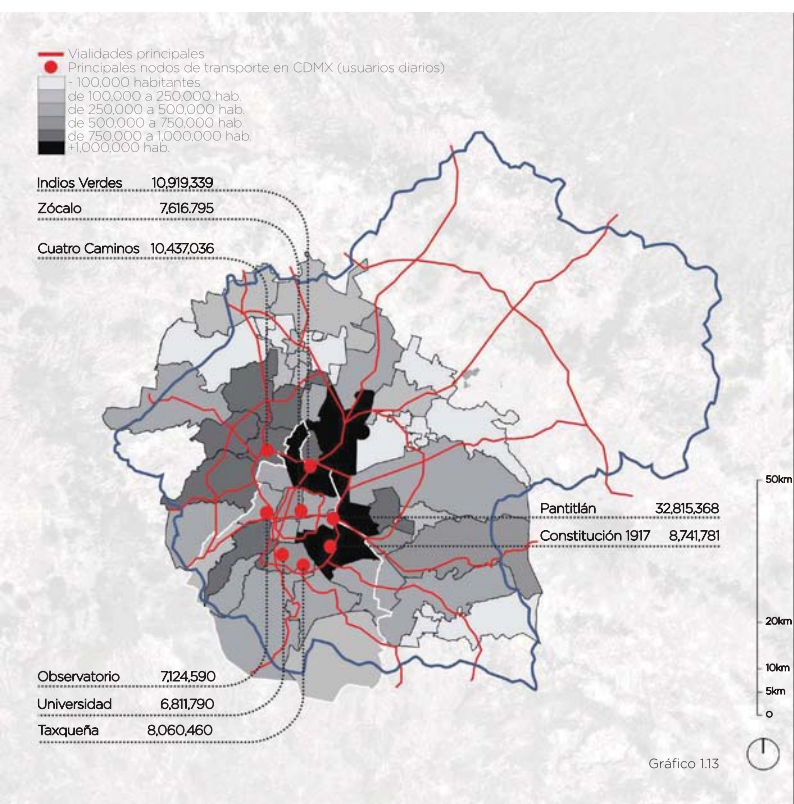 Vialidades principales
Principales nodos de transporte en CDMX (usuarios diarios)
- 100,000 habitantes
de 100,000 a 250,000 hab.
de 250,000 a 500,000 hab.
de 500,000 a 750,000 hab.
de 750,000 a 1,000,000 hab.
+1,000,000 hab.
Indios Verdes 10,919,339
Zócalo 7,616.795
Cuatro Caminos 10,437,036
50km
Pantitlán 32,815,368
Constitución 1917 8,741,781
20km
10km
5km
0
Observatorio 7,124,590
Universidad 6,811,790
Taxqueña 8,060,460
Gráfico 1.13